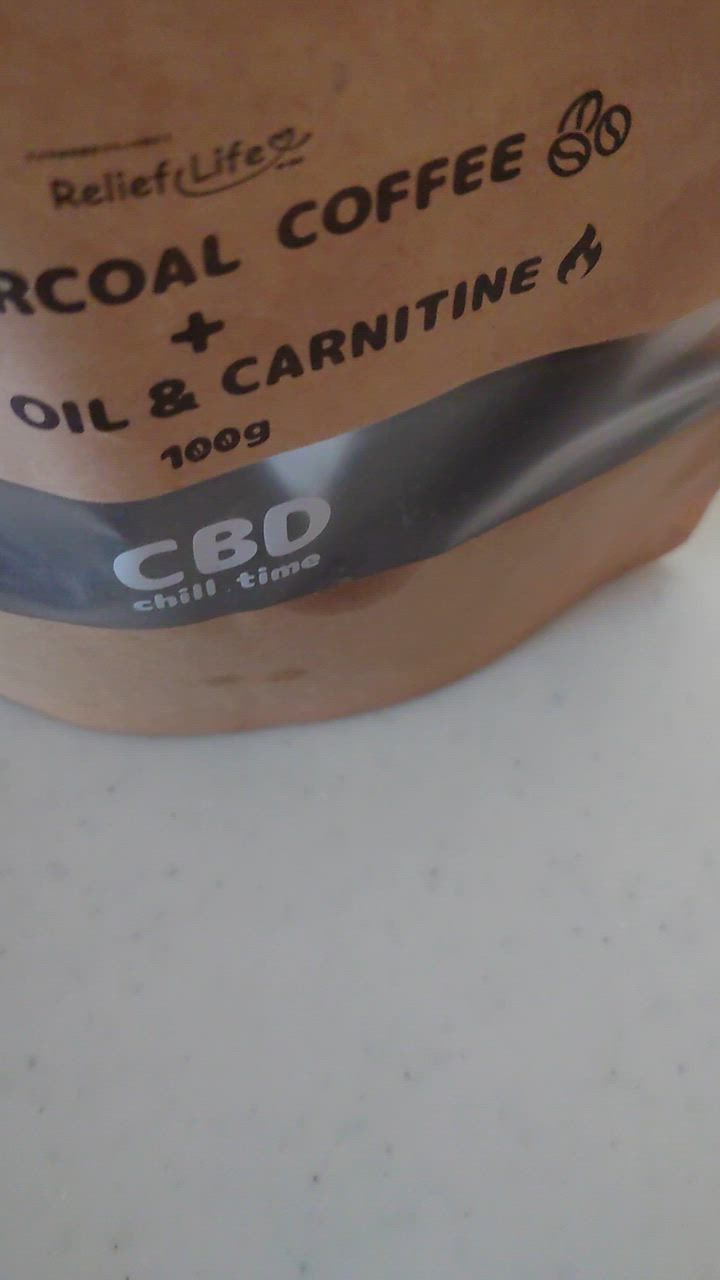 Relief Life
RCOAL COFFEE
+
OIL & CARNITINE
100g
CBD
chill time